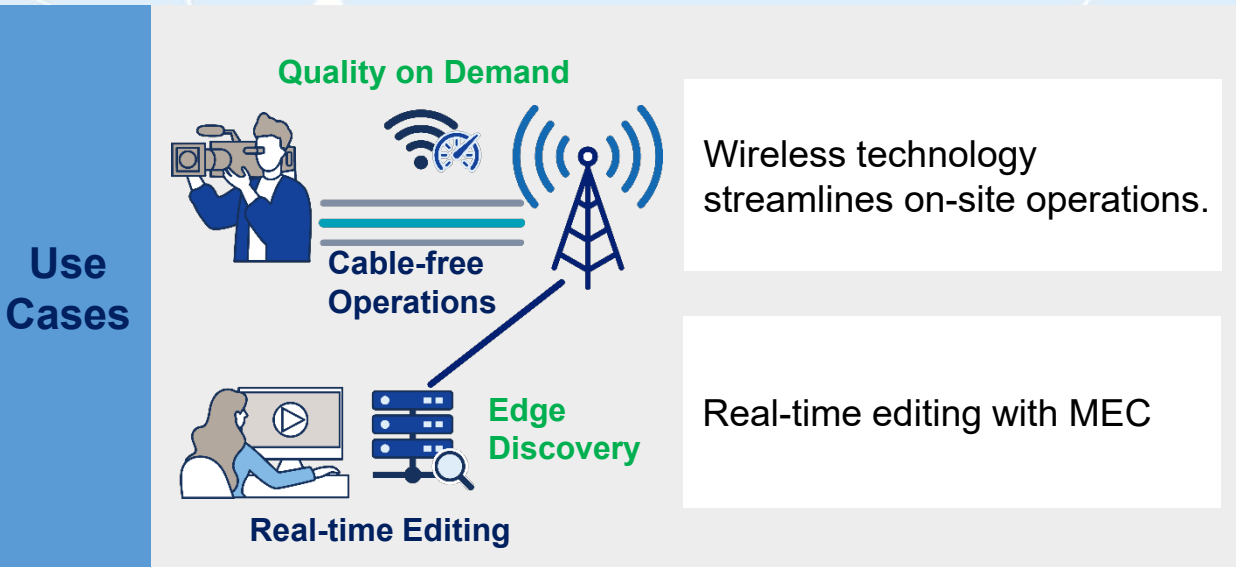 Use
Cases
Quality on Demand
Cable-free
Operations
Edge
Discovery
Real-time Editing
Wireless technology
streamlines on-site operations.
Real-time editing with MEC